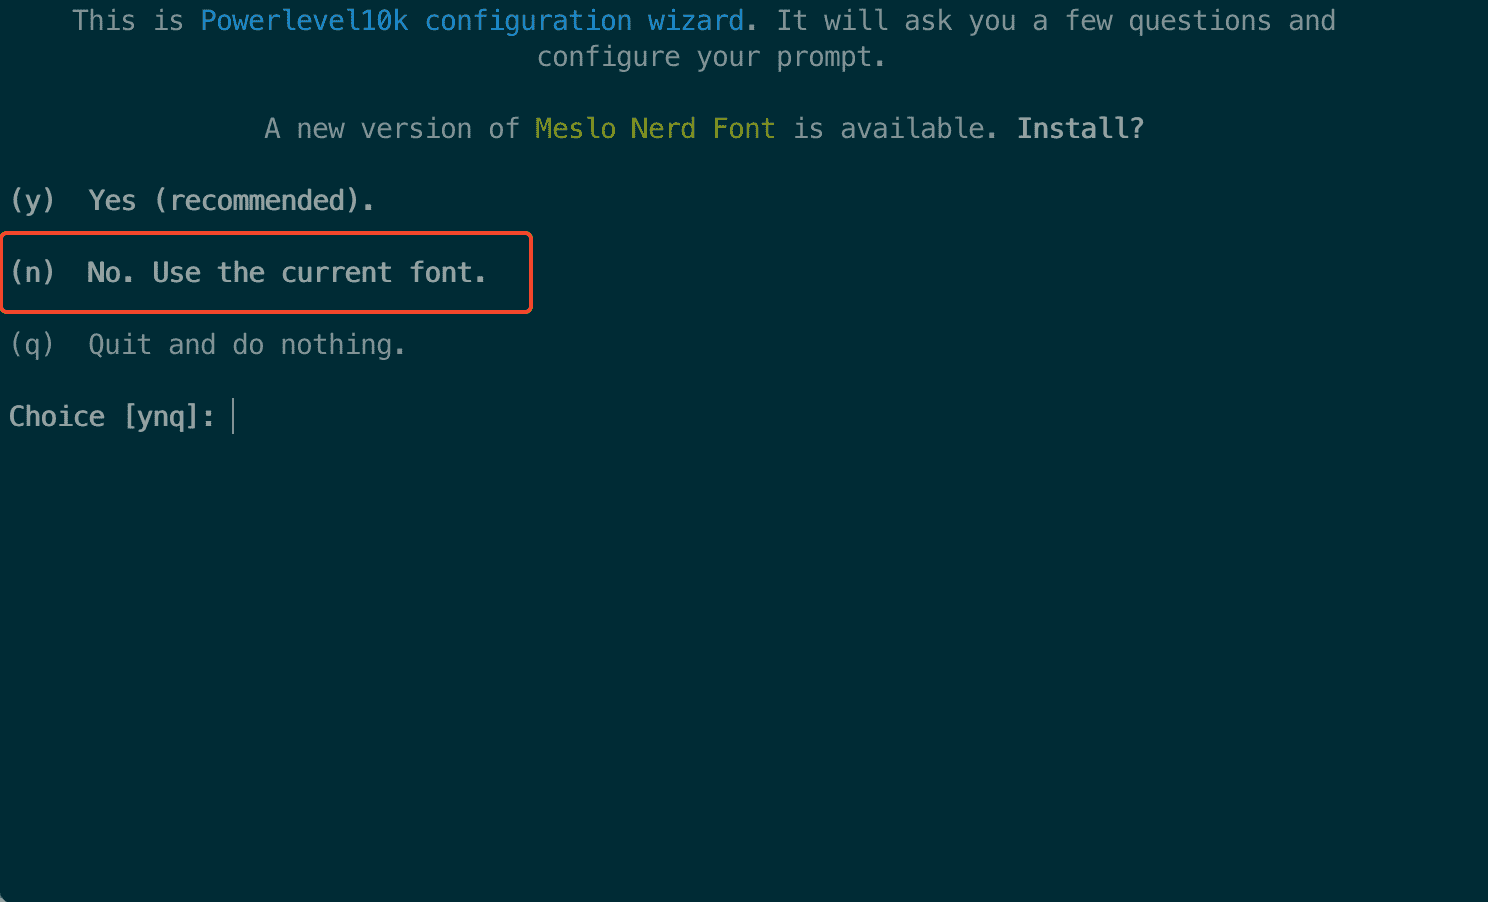 This is Powerlevel10k configuration wizard. It will ask you a few questions and
configure your prompt.
A new version of Meslo Nerd Font is available. Install?
(y)  Yes (recommended).
(n)  No. Use the current font.
(q)  Quit and do nothing.
Choice [ynq]: